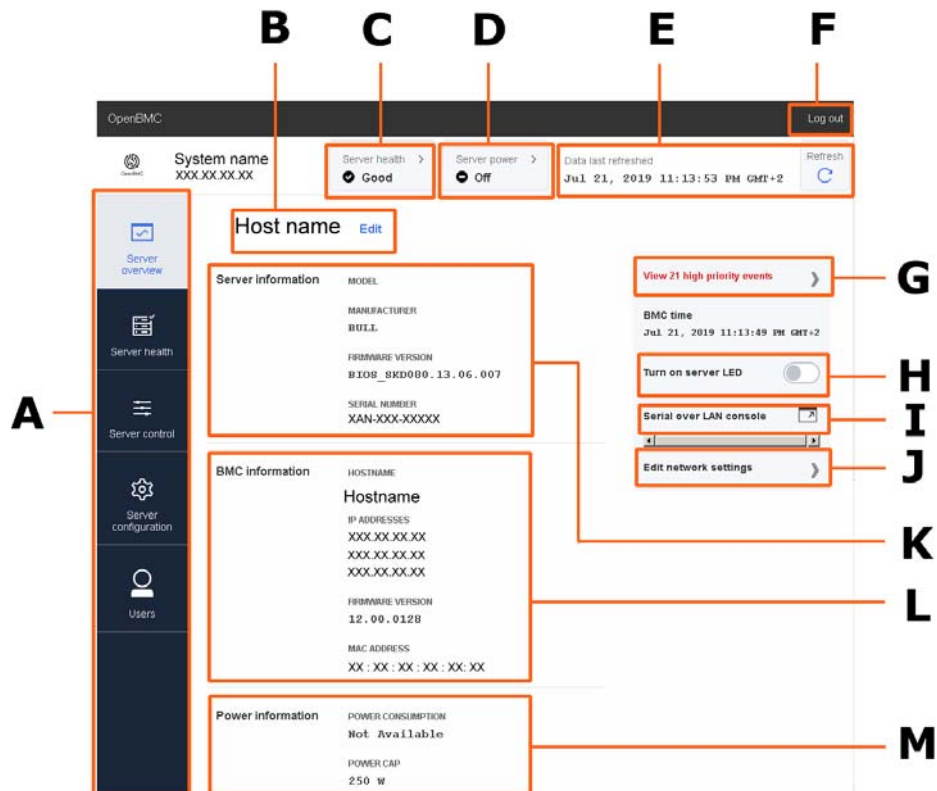 B C D E F
OpenBMC
Log out
System name
XXX.XX.XX.XX
Server health >
Good
Server power >
Off
Data last refreshed
Jul 21, 2019 11:13:53 PM GMT+2
Refresh
Host name Edit
A
Server
overview
Server health
Server control
Server
configuration
Users
Server information
MODEL
MANUFACTURER
BULL
FIRMWARE VERSION
BIOS_SKD080.13.06.007
SERIAL NUMBER
XAN-XXX-XXXXX
BMC information
HOSTNAME
Hostname
IP ADDRESSES
XXX.XX.XX.XX
XXX.XX.XX.XX
XXX.XX.XX.XX
FIRMWARE VERSION
12.00.0128
MAC ADDRESS
XX : XX : XX : XX : XX: XX
Power information
POWER CONSUMPTION
Not Available
POWER CAP
250 W
View 21 high priority events
G
BMC time
Jul 21, 2019 11:13:49 PM GMT+2
Turn on server LED
H
Serial over LAN console
I
Edit network settings
J
K
L
M